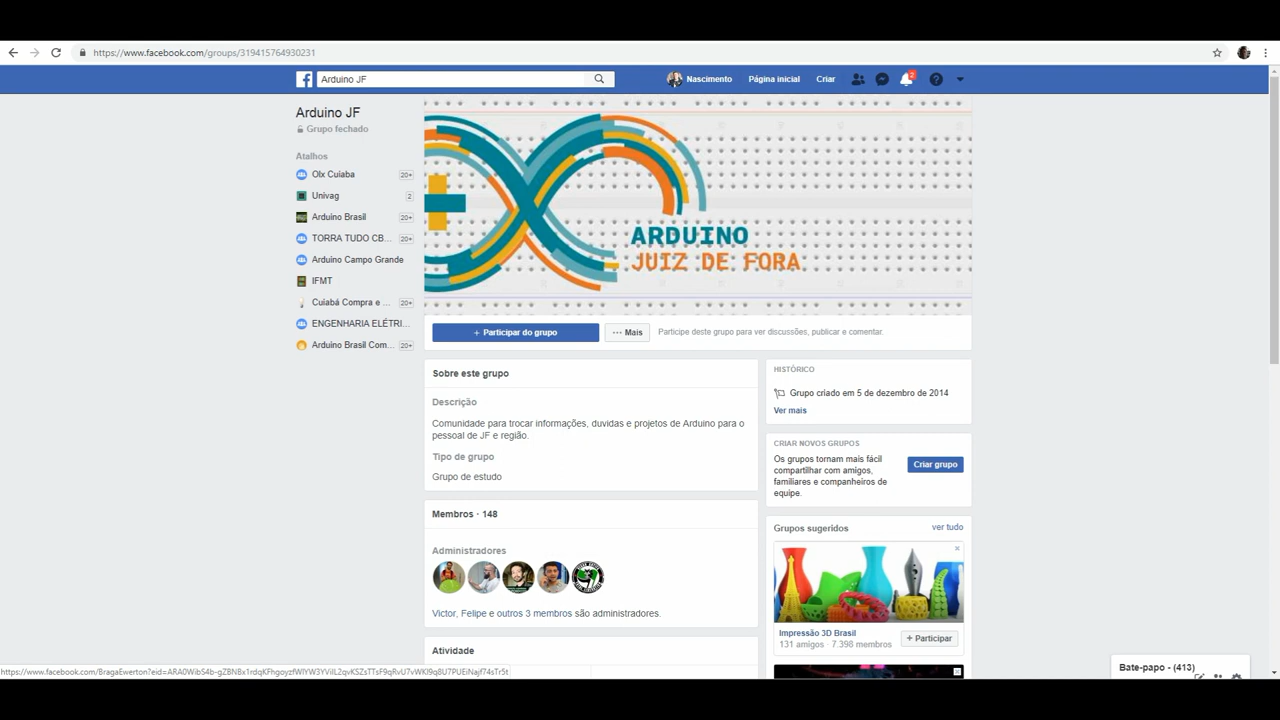 https://www.facebook.com/groups/319415764930231
Arduino JF
Nascimento
Página inicial
Criar
2
Arduino JF
Grupo fechado
Atalhos
Olx Cuiaba 20+
Univag 2
Arduino Brasil 20+
TORRA TUDO CB... 20+
Arduino Campo Grande
IFMT
Cuiabá Compra e ... 20+
ENGENHARIA ELÉTRI...
Arduino Brasil Com... 20+
ARDUINO
JUIZ DE FORA
+ Participar do grupo
··· Mais
Participe deste grupo para ver discussões, publicar e comentar.
Sobre este grupo
Descrição
Comunidade para trocar informações, duvidas e projetos de Arduino para o
pessoal de JF e região.
Tipo de grupo
Grupo de estudo
Membros · 148
Administradores
Victor, Felipe e outros 3 membros são administradores.
Atividade
HISTÓRICO
Grupo criado em 5 de dezembro de 2014
Ver mais
CRIAR NOVOS GRUPOS
Os grupos tornam mais fácil
compartilhar com amigos,
familiares e companheiros de
equipe.
Criar grupo
Grupos sugeridos
ver tudo
Impressão 3D Brasil
131 amigos · 7.398 membros
+ Participar
Bate-papo - (413)